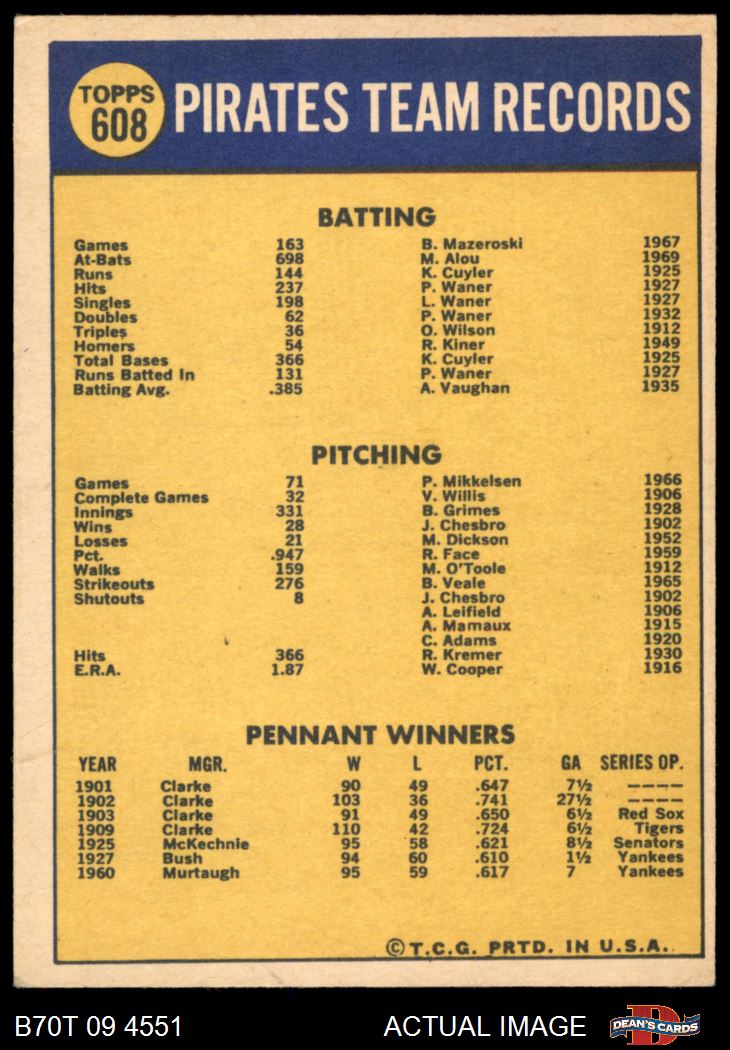 TOPPS
608
PIRATES TEAM RECORDS
BATTING
Games 163 B. Mazeroski 1967
At-Bats 698 M. Alou 1969
Runs 144 K. Cuyler 1925
Hits 237 P. Waner 1927
Singles 198 L. Waner 1927
Doubles 62 P. Waner 1932
Triples 36 O. Wilson 1912
Homers 54 R. Kiner 1949
Total Bases 366 K. Cuyler 1925
Runs Batted In 131 P. Waner 1927
Batting Avg. .385 A. Vaughan 1935
PITCHING
Games 71 P. Mikkelsen 1966
Complete Games 32 V. Willis 1906
Innings 331 B. Grimes 1928
Wins 28 J. Chesbro 1902
Losses 21 M. Dickson 1952
Pct. .947 R. Face 1959
Walks 159 M. O'Toole 1912
Strikeouts 276 B. Veale 1965
Shutouts 8 J. Chesbro 1902
A. Leifield 1906
A. Mamaux 1915
C. Adams 1920
Hits 366 R. Kremer 1930
E.R.A. 1.87 W. Cooper 1916
PENNANT WINNERS
YEAR MGR. W L PCT. GA SERIES OP.
1901 Clarke 90 49 .647 7½ ----
1902 Clarke 103 36 .741 27½ ----
1903 Clarke 91 49 .650 6½ Red Sox
1909 Clarke 110 42 .724 6½ Tigers
1925 McKechnie 95 58 .621 8½ Senators
1927 Bush 94 60 .610 1½ Yankees
1960 Murtaugh 95 59 .617 7 Yankees
©T.C.G. PRTD. IN U.S.A.
B70T 09 4551 ACTUAL IMAGE DEAN'S CARDS